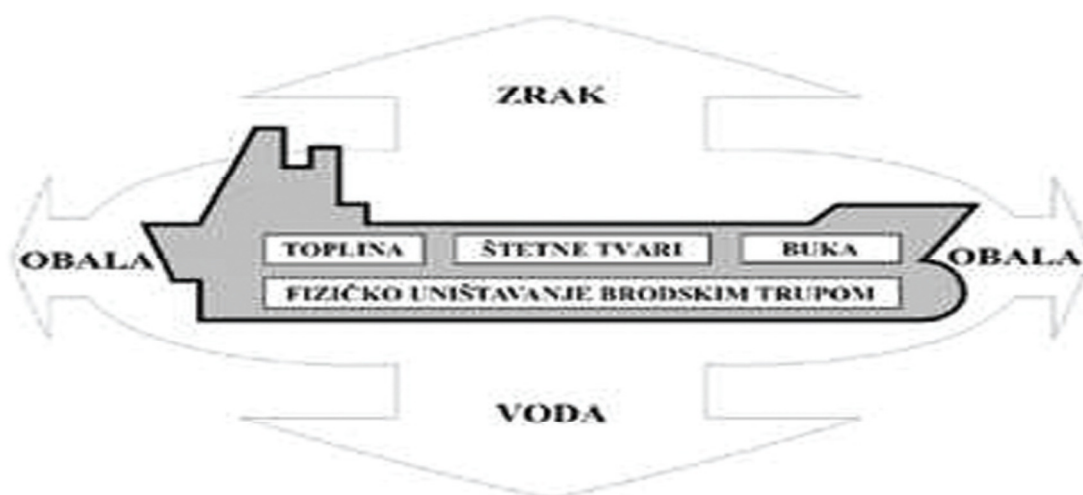 ZRAK
TOPLINA
ŠTETNE TVARI
BUKA
OBALA
OBALA
FIZIČKO UNIŠTAVANJE BRODSKIM TRUPOM
VODA